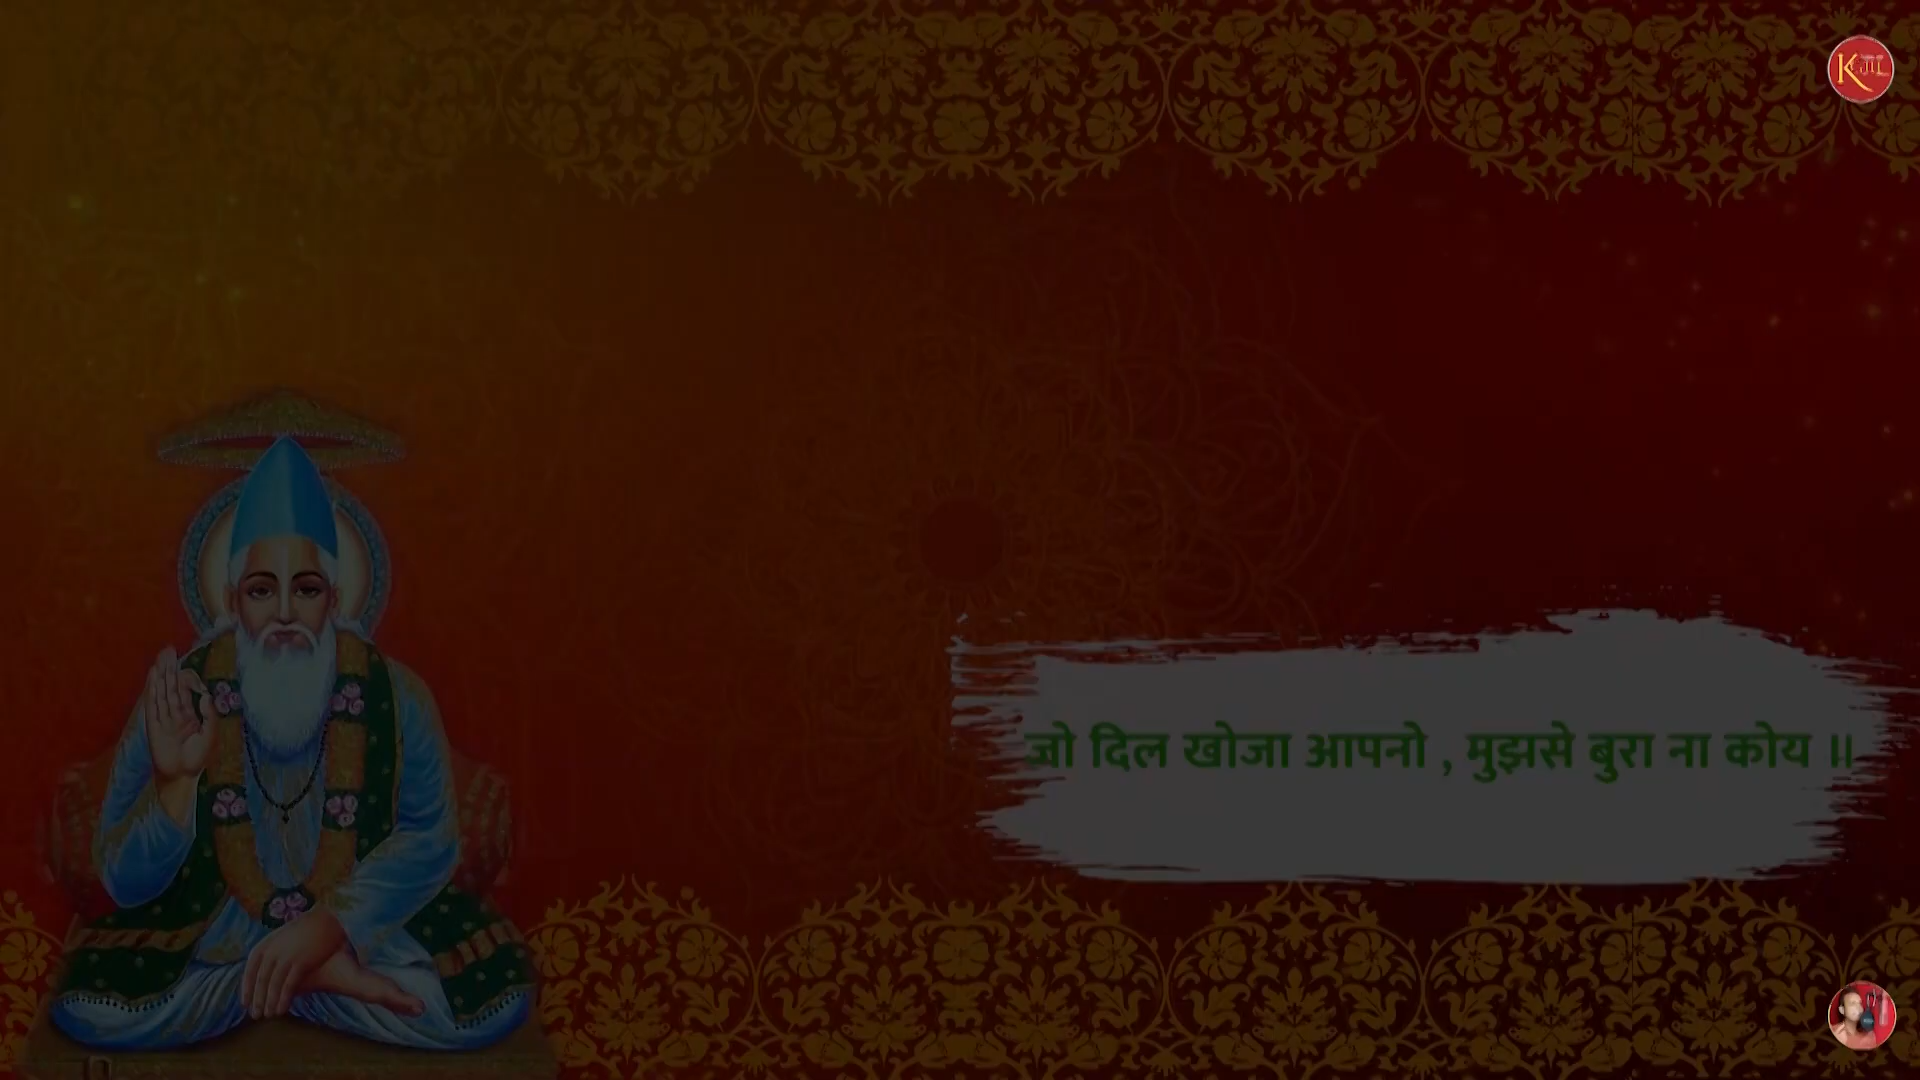 जो दिल खोजा आपनो , मुझसे बुरा ना कोय ॥